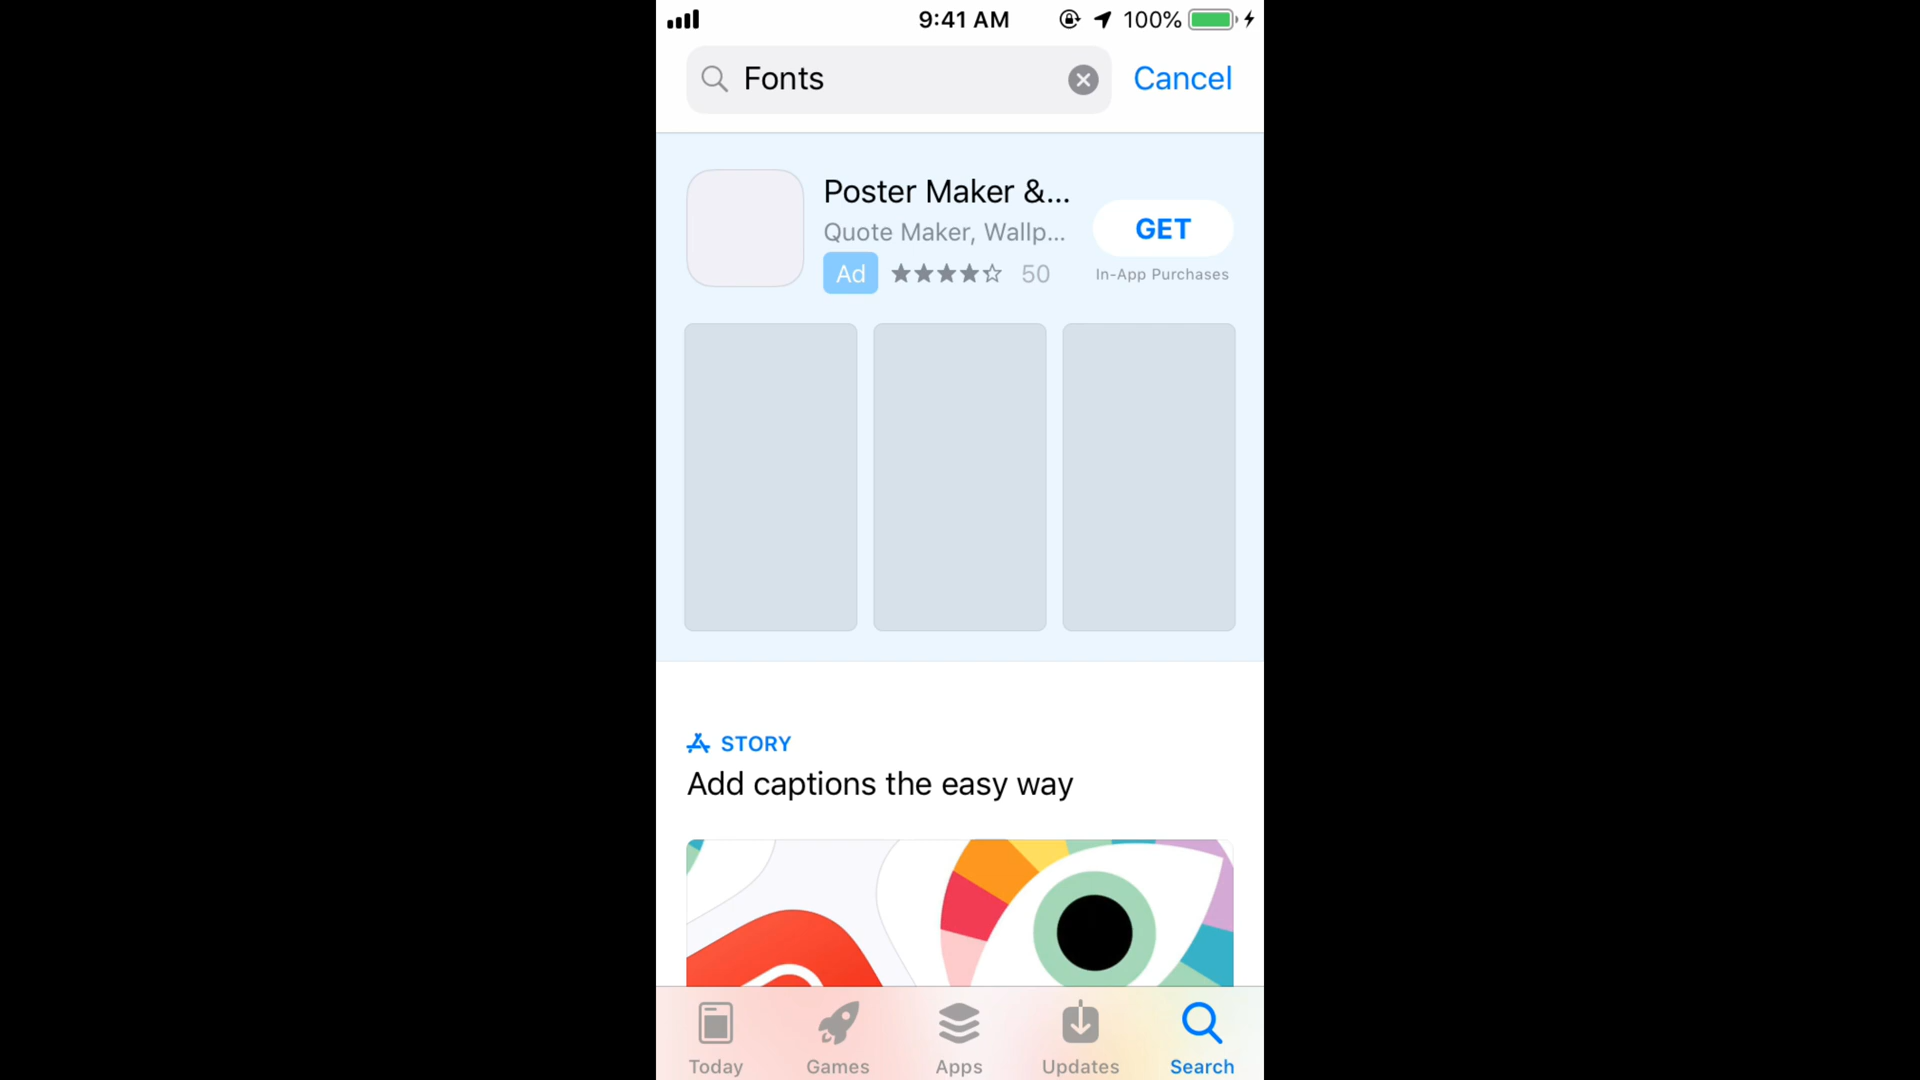 9:41 AM 100%
Fonts
Cancel
Poster Maker &...
Quote Maker, Wallp...
GET
Ad
50
In-App Purchases
STORY
Add captions the easy way
Today
Games
Apps
Updates
Search